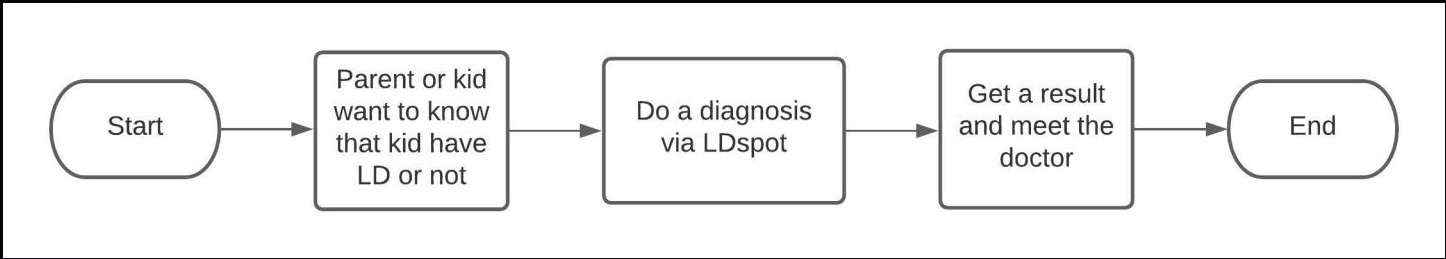 Start
Parent or kid
want to know
that kid have
LD or not
Do a diagnosis
via LDspot
Get a result
and meet the
doctor
End